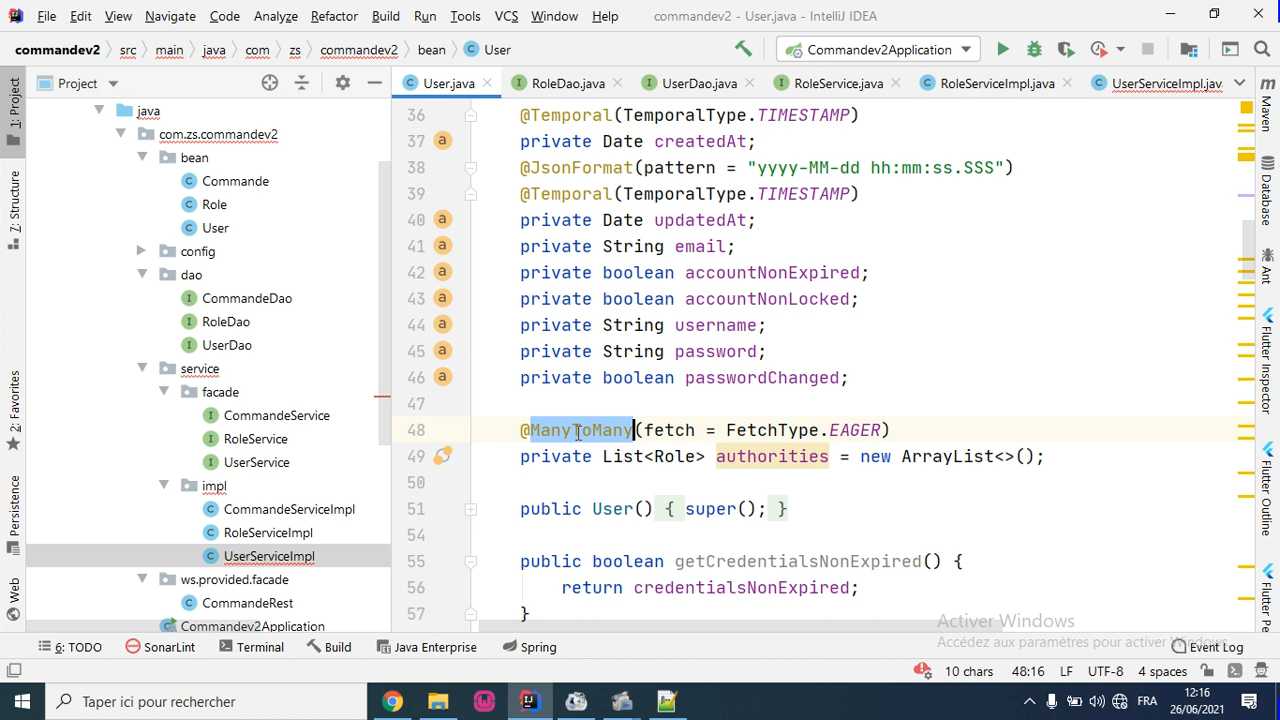 File Edit View Navigate Code Analyze Refactor Build Run Tools VCS Window Help commandev2 - User.java - IntelliJ IDEA
commandev2 src main java com zs commandev2 bean User Commandev2Application
Project User.java RoleDao.java UserDao.java RoleService.java RoleServiceImpl.java UserServiceImpl.jav
1: Project
Z: Structure
2: Favorites
Persistence
Web
java
com.zs.commandev2
bean
Commande
Role
User
config
dao
CommandeDao
RoleDao
UserDao
service
facade
CommandeService
RoleService
UserService
impl
CommandeServiceImpl
RoleServiceImpl
UserServiceImpl
ws.provided.facade
CommandeRest
Commandev2Application
36 @Temporal(TemporalType.TIMESTAMP)
37 private Date createdAt;
38 @JsonFormat(pattern = "yyyy-MM-dd hh:mm:ss.SSS")
39 @Temporal(TemporalType.TIMESTAMP)
40 private Date updatedAt;
41 private String email;
42 private boolean accountNonExpired;
43 private boolean accountNonLocked;
44 private String username;
45 private String password;
46 private boolean passwordChanged;
47
48 @ManyToMany(fetch = FetchType.EAGER)
49 private List<Role> authorities = new ArrayList<>();
50
51 public User() { super(); }
54
55 public boolean getCredentialsNonExpired() {
56 return credentialsNonExpired;
57 }
Maven
Database
Ant
Flutter Inspector
Flutter Outline
Flutter Pe
Activer Windows
Accédez aux paramètres pour activer Windows.
6: TODO SonarLint Terminal Build Java Enterprise Spring Event Log
10 chars 48:16 LF UTF-8 4 spaces
Taper ici pour rechercher
FRA
12:16
26/06/2021